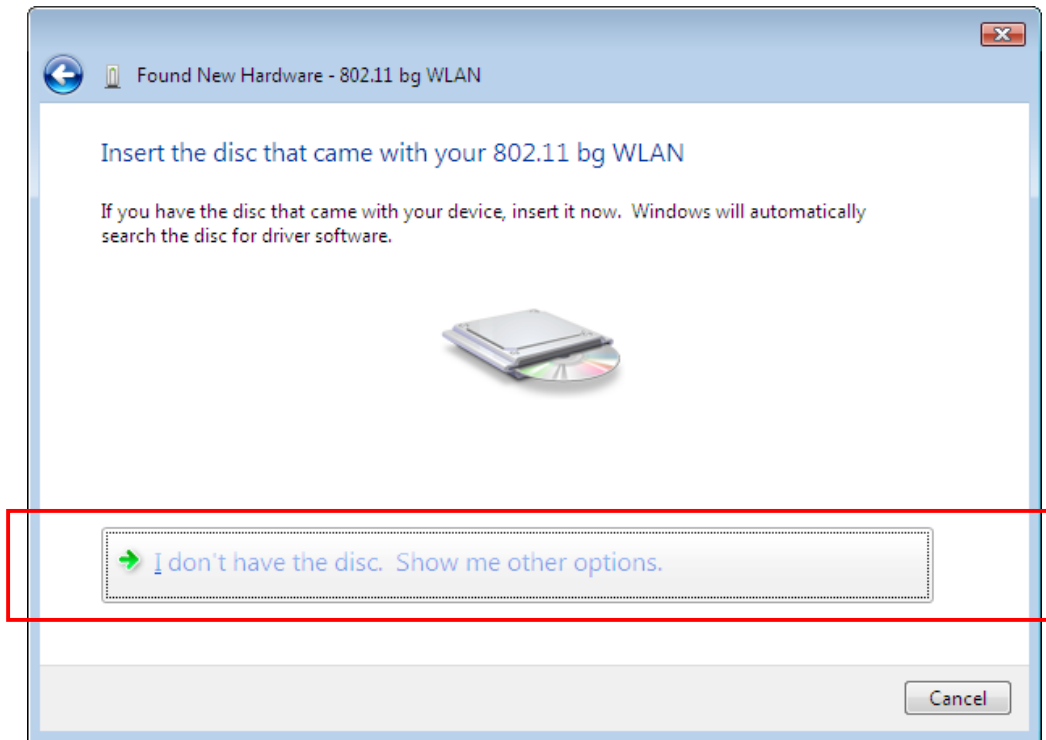 Found New Hardware - 802.11 bg WLAN
Insert the disc that came with your 802.11 bg WLAN
If you have the disc that came with your device, insert it now.  Windows will automatically
search the disc for driver software.
I don't have the disc.  Show me other options.
Cancel